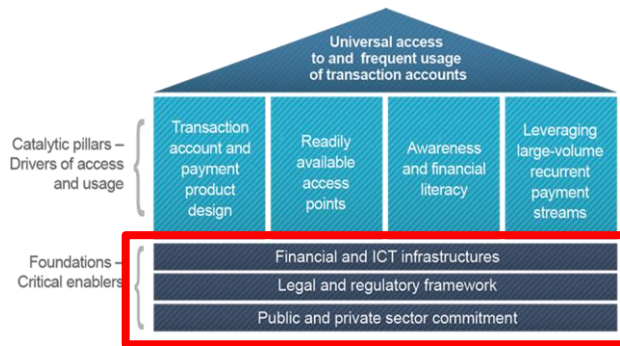 Universal access
to and frequent usage
of transaction accounts
Catalytic pillars –
Drivers of access
and usage
Transaction
account and
payment
product
design
Readily
available
access
points
Awareness
and financial
literacy
Leveraging
large-volume
recurrent
payment
streams
Foundations –
Critical enablers
Financial and ICT infrastructures
Legal and regulatory framework
Public and private sector commitment